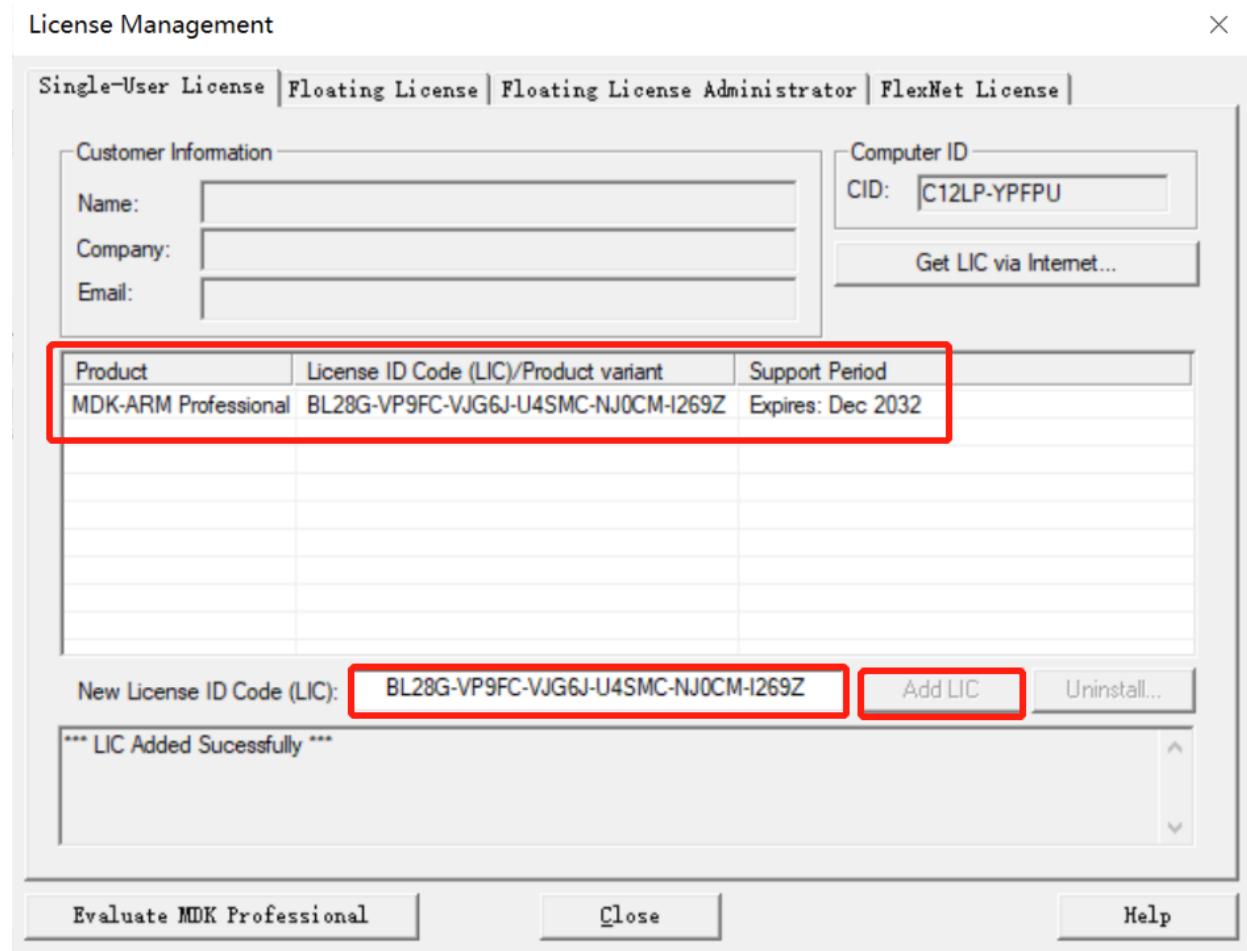 License Management
Single-User License Floating License Floating License Administrator FlexNet License
Customer Information
Computer ID
Name:
CID: C12LP-YPFPU
Company:
Get LIC via Internet...
Email:
Product License ID Code (LIC)/Product variant Support Period
MDK-ARM Professional BL28G-VP9FC-VJG6J-U4SMC-NJ0CM-I269Z Expires: Dec 2032
New License ID Code (LIC): BL28G-VP9FC-VJG6J-U4SMC-NJ0CM-I269Z Add LIC Uninstall...
*** LIC Added Sucessfully ***
Evaluate MDK Professional Close Help